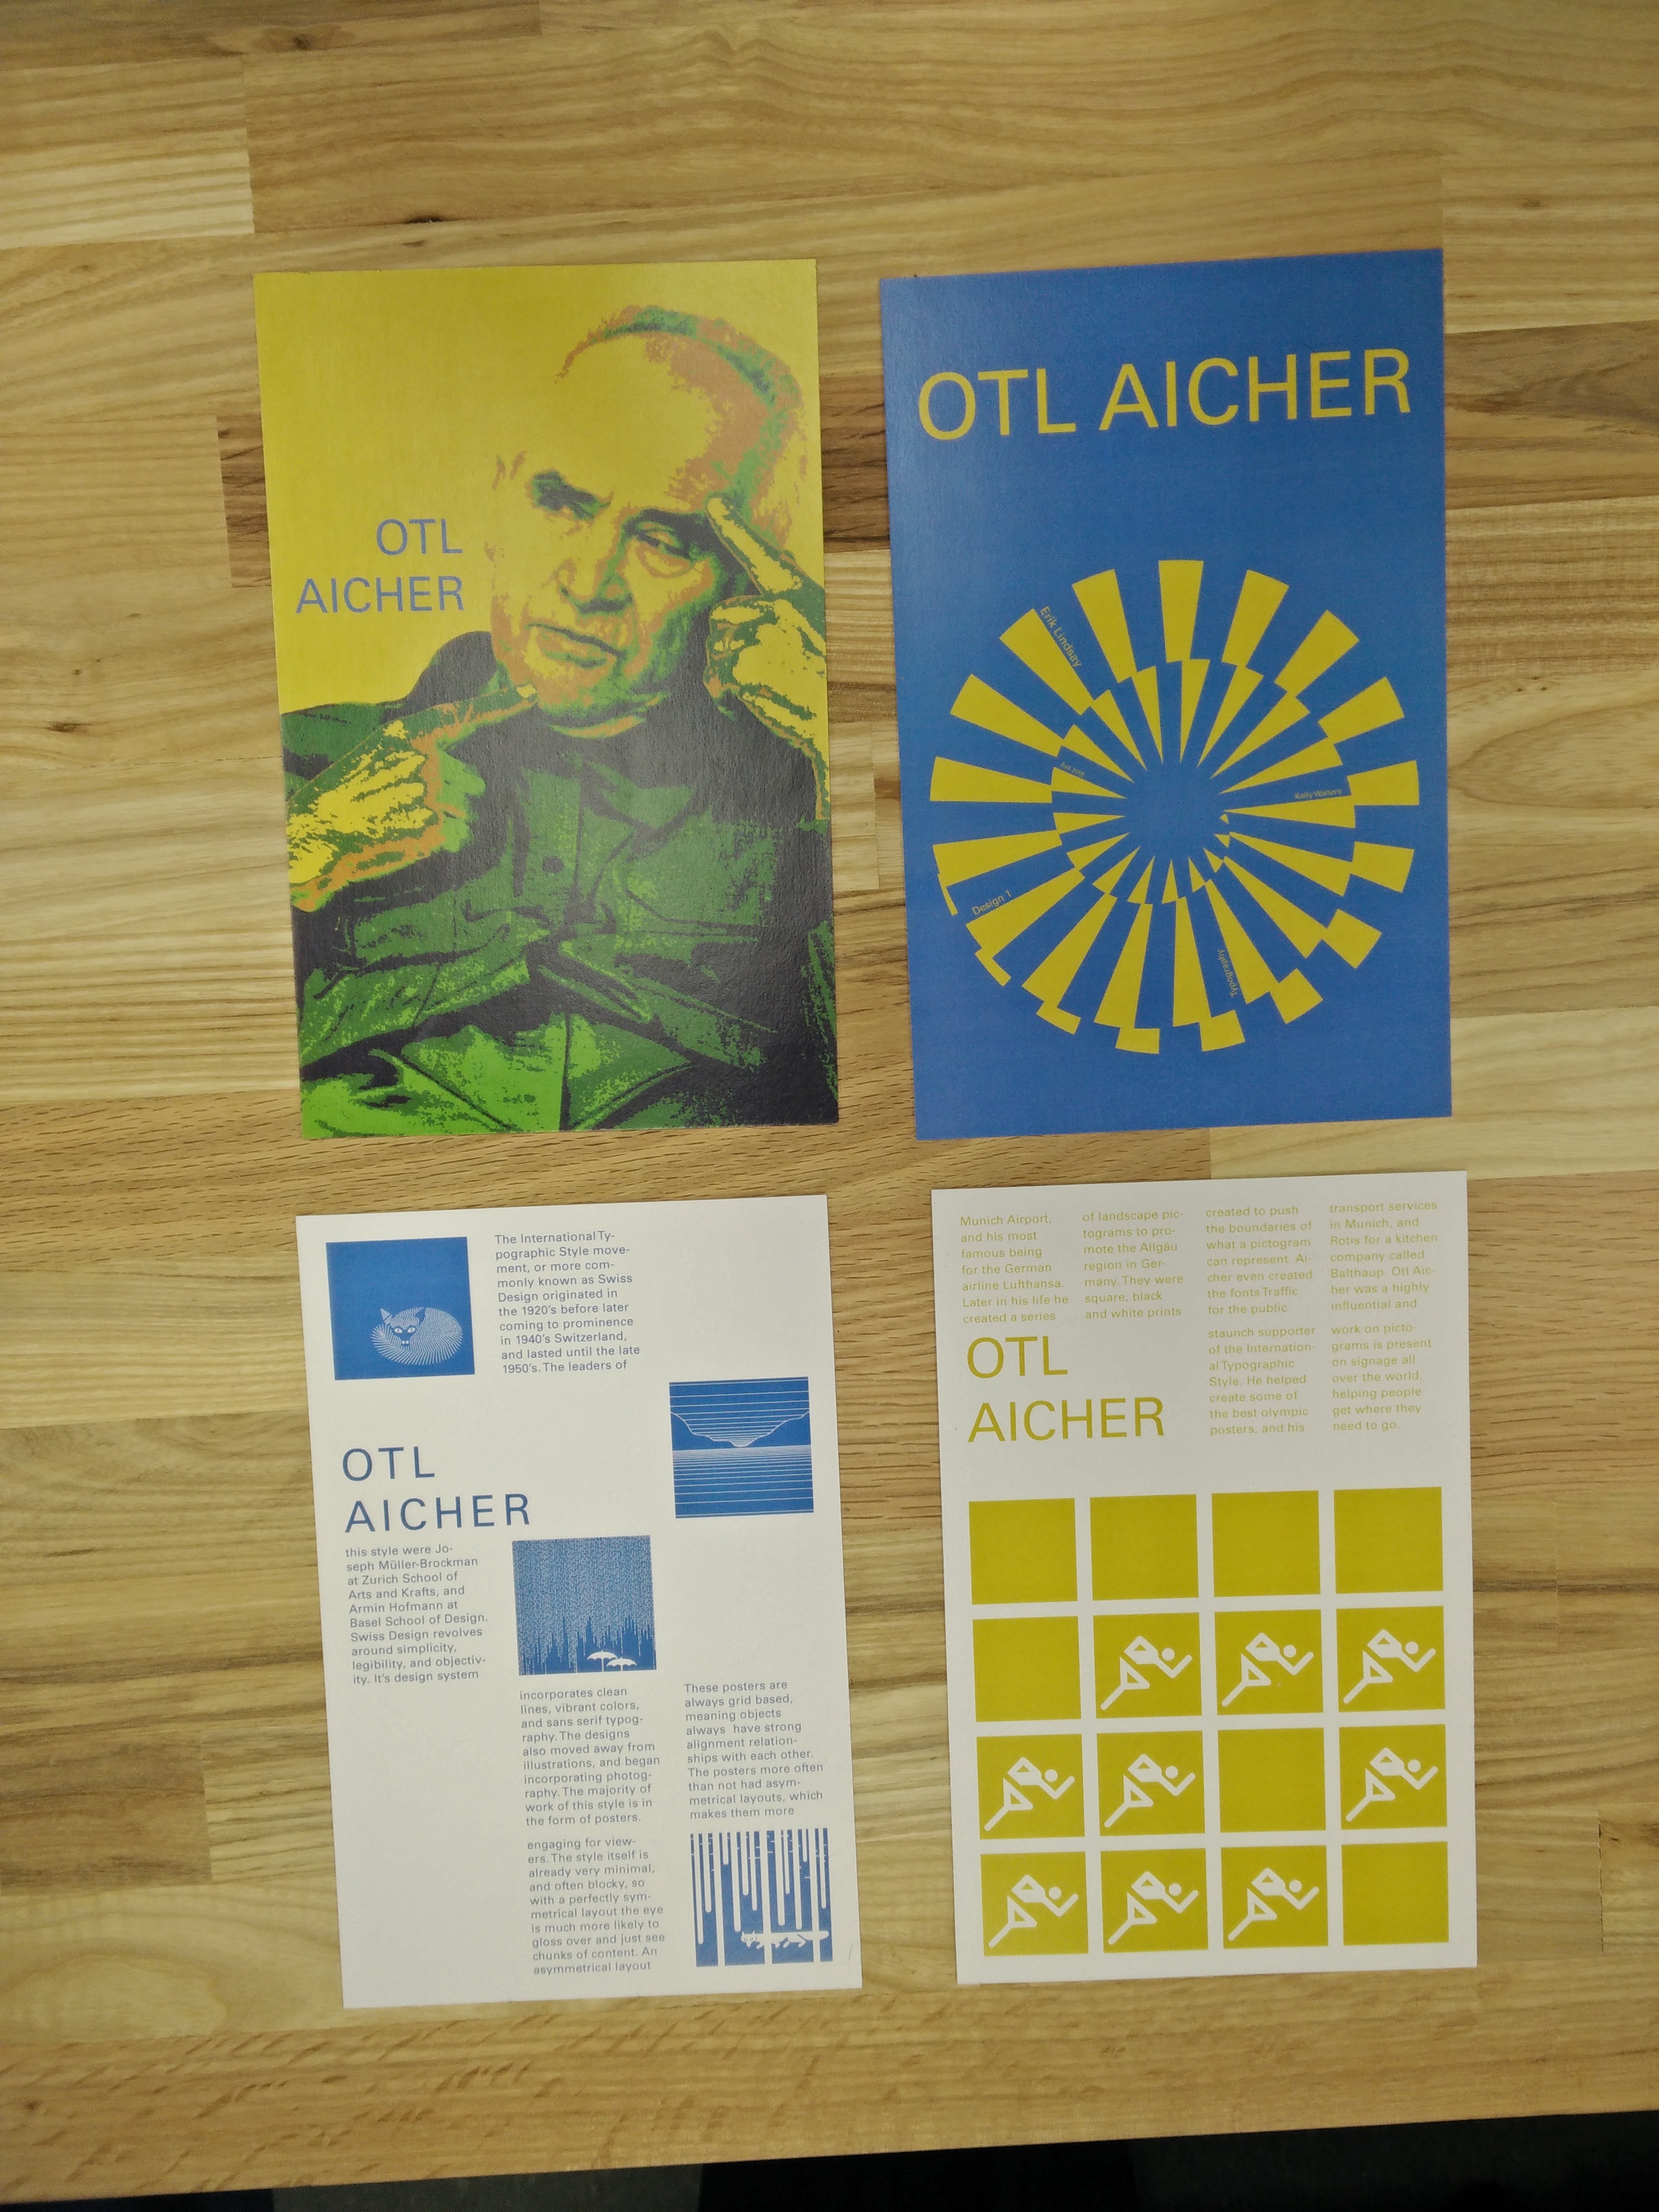 OTL
AICHER
OTL AICHER
Erik Lindsay
Kelly Walters
Design 1
Typography
The International Ty-
pographic Style move-
ment, or more com-
monly known as Swiss
Design originated in
the 1920's before later
coming to prominence
in 1940's Switzerland,
and lasted until the late
1950's. The leaders of
OTL
AICHER
this style were Jo-
seph Müller-Brockman
at Zurich School of
Arts and Krafts, and
Armin Hofmann at
Basel School of Design.
Swiss Design revolves
around simplicity,
legibility, and objectiv-
ity. It's design system
incorporates clean
lines, vibrant colors,
and sans serif typog-
raphy. The designs
also moved away from
illustrations, and began
incorporating photog-
raphy. The majority of
work of this style is in
the form of posters.
These posters are
always grid based,
meaning objects
always have strong
alignment relation-
ships with each other.
The posters more often
than not had asym-
metrical layouts, which
makes them more
engaging for view-
ers. The style itself is
already very minimal,
and often blocky, so
with a perfectly sym-
metrical layout the eye
is much more likely to
gloss over and just see
chunks of content. An
asymmetrical layout
Munich Airport,
and his most
famous being
for the German
airline Lufthansa.
Later in his life he
created a series
of landscape pic-
tograms to pro-
mote the Allgäu
region in Ger-
many. They were
square, black
and white prints
created to push
the boundaries of
what a pictogram
can represent. Ai-
cher even created
the fonts Traffic
for the public
transport services
in Munich, and
Rotis for a kitchen
company called
Balthaup. Otl Aic-
her was a highly
influential and
OTL
AICHER
staunch supporter
of the Internation-
al Typographic
Style. He helped
create some of
the best olympic
posters, and his
work on picto-
grams is present
on signage all
over the world,
helping people
get where they
need to go.